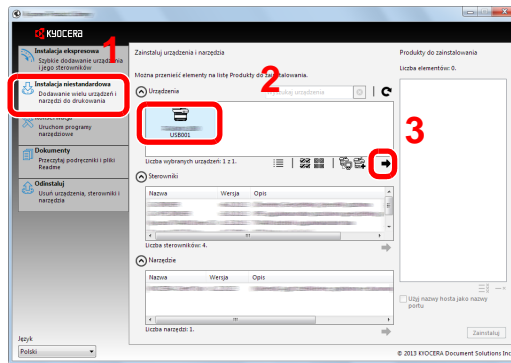 KYOCERA
Instalacja ekspresowa
Szybkie dodawanie urządzenia
i jego sterowników
Instalacja niestandardowa
Dodawanie wielu urządzeń i
narzędzi do drukowania
Uruchom programy
narzędziowe
Dokumenty
Przeczytaj podręczniki i pliki
Readme
Odinstaluj
Usuń urządzenia, sterowniki i
narzędzia
Język
Polski
1
Zainstaluj urządzenia i narzędzia
Można przenieść elementy na listę Produkty do zainstalowania.
2
Urządzenia
urządzenia
USB001
Liczba wybranych urządzeń: 1 z 1.
Sterowniki
Nazwa Wersja Opis
Liczba sterowników: 4.
Narzędzie
Nazwa Wersja Opis
Liczba narzędzi: 1.
3
Produkty do zainstalowania
Liczba elementów: 0.
Użyj nazwy hosta jako nazwy
portu
Zainstaluj
© 2013 KYOCERA Document Solutions Inc.